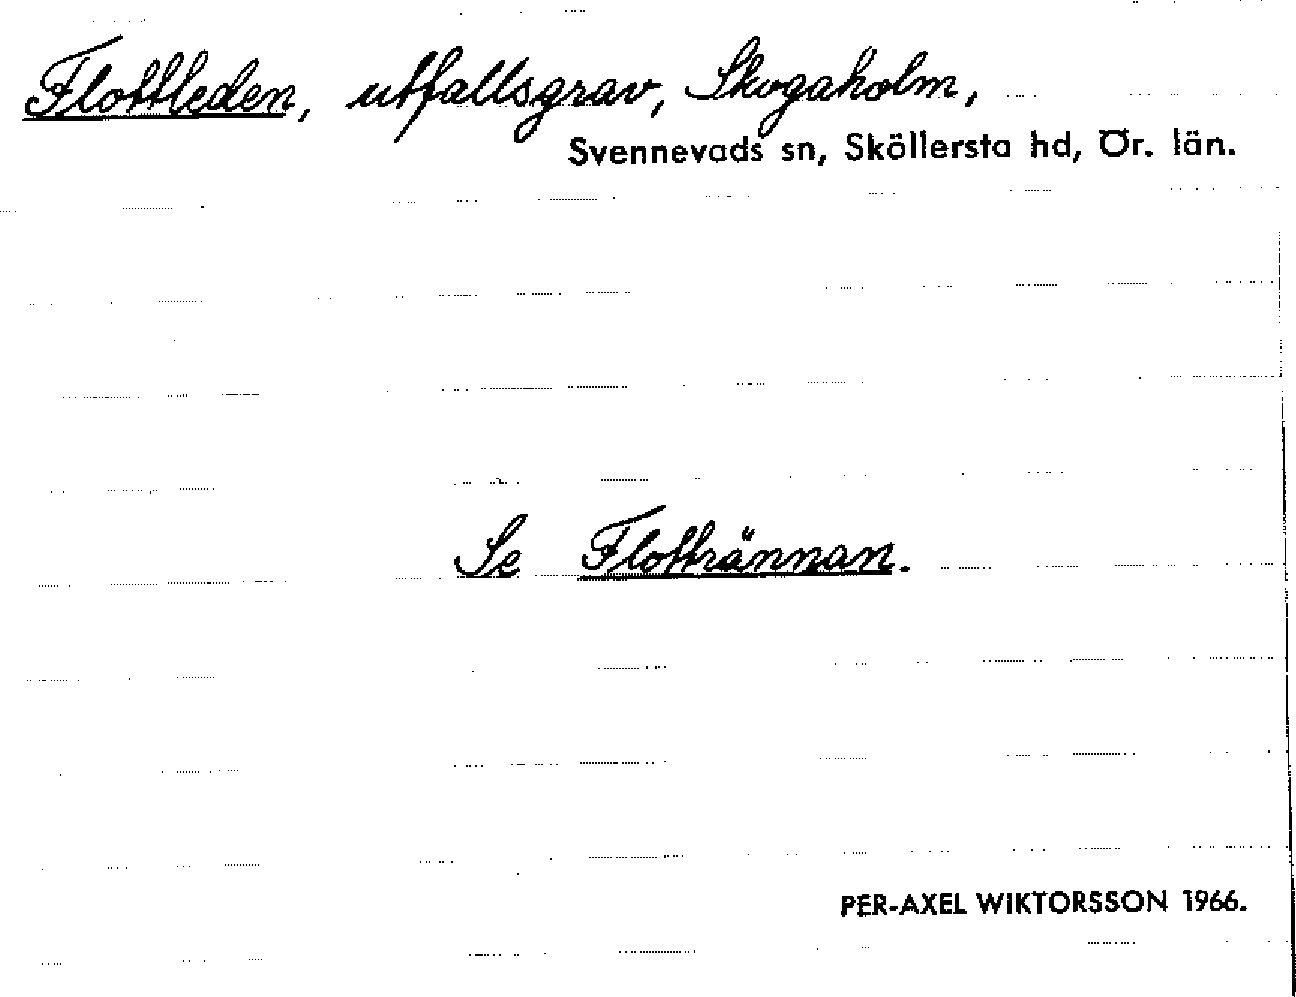 Flottleden, utfallsgrav, Skogaholm,
Svennevads sn, Sköllersta hd, Ör. län.
Se Flottrännan.
PER-AXEL WIKTORSSON 1966.